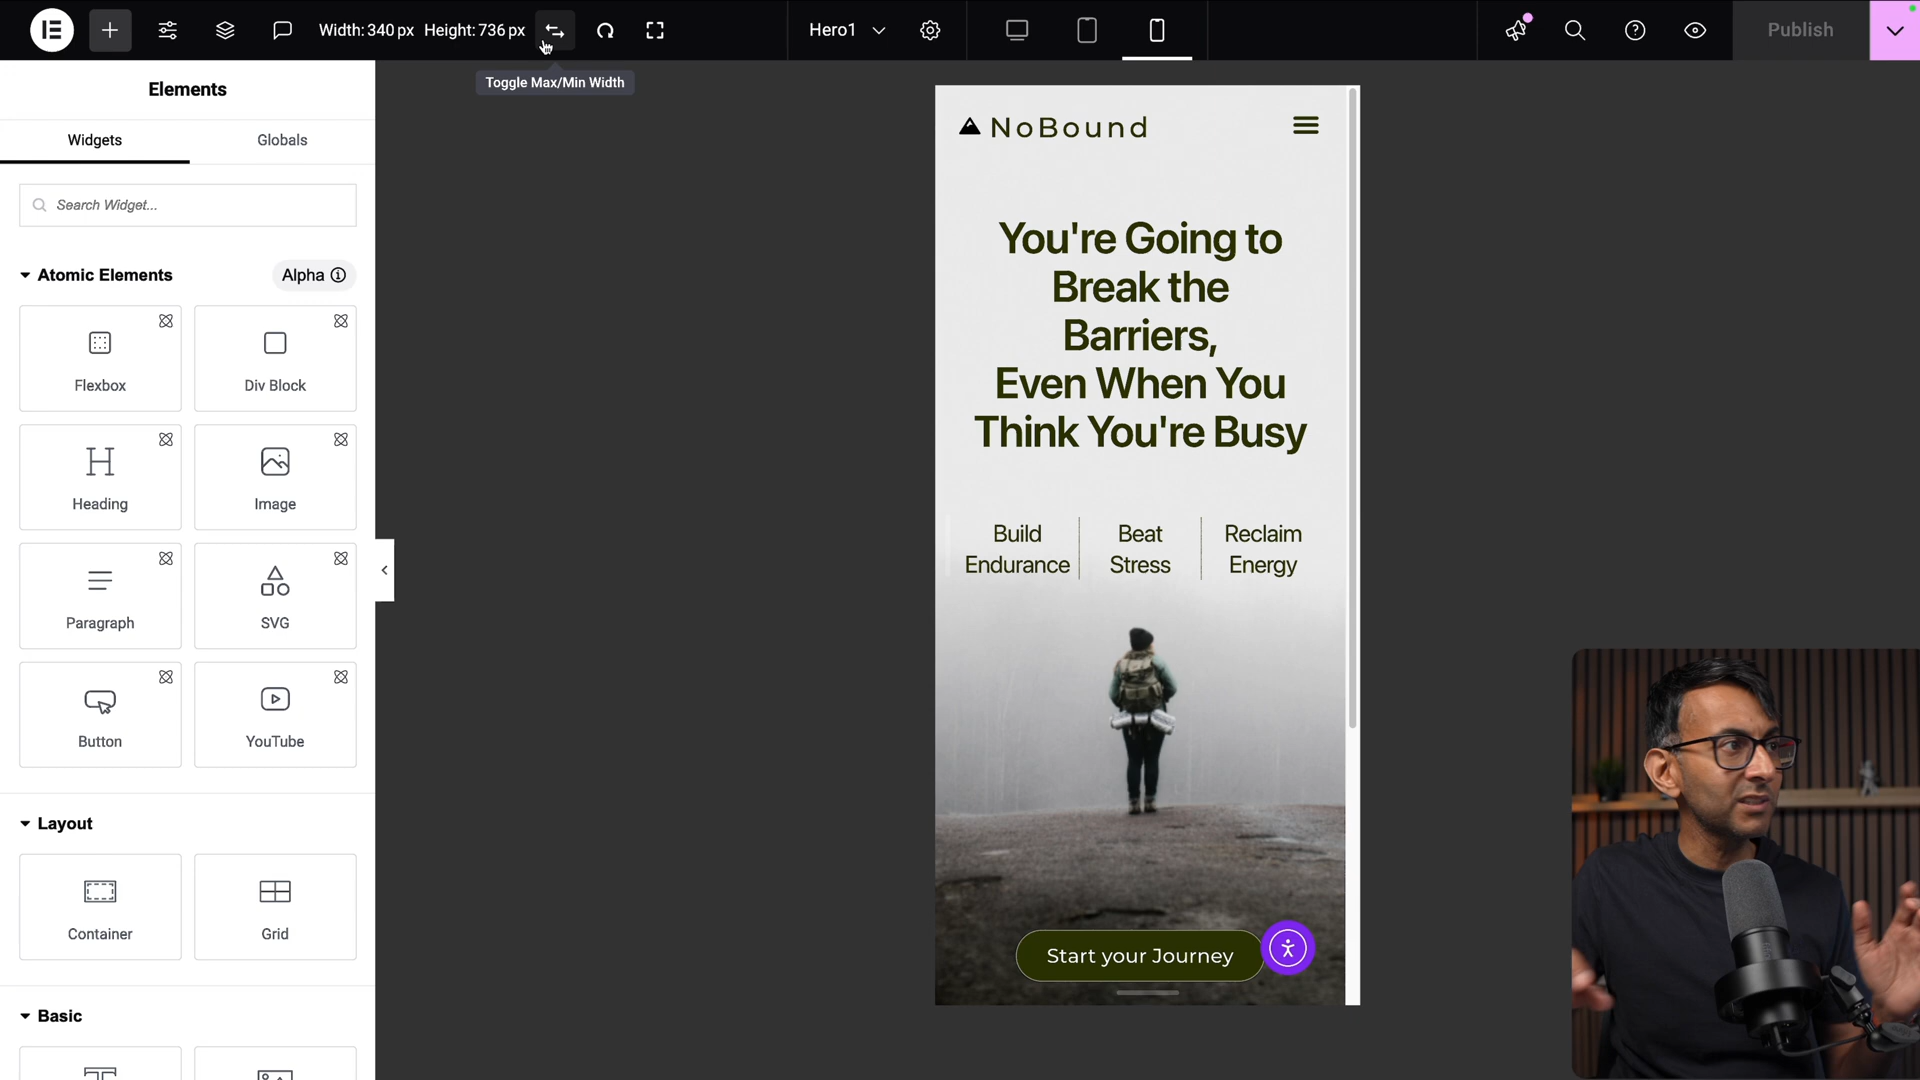 Width: 340 px Height: 736 px
Hero1
Publish
Toggle Max/Min Width
Elements
Widgets
Globals
Search Widget...
Atomic Elements
Alpha
Flexbox
Div Block
Heading
Image
Paragraph
SVG
Button
YouTube
Layout
Container
Grid
Basic
NoBound
You're Going to
Break the
Barriers,
Even When You
Think You're Busy
Build
Endurance
Beat
Stress
Reclaim
Energy
Start your Journey